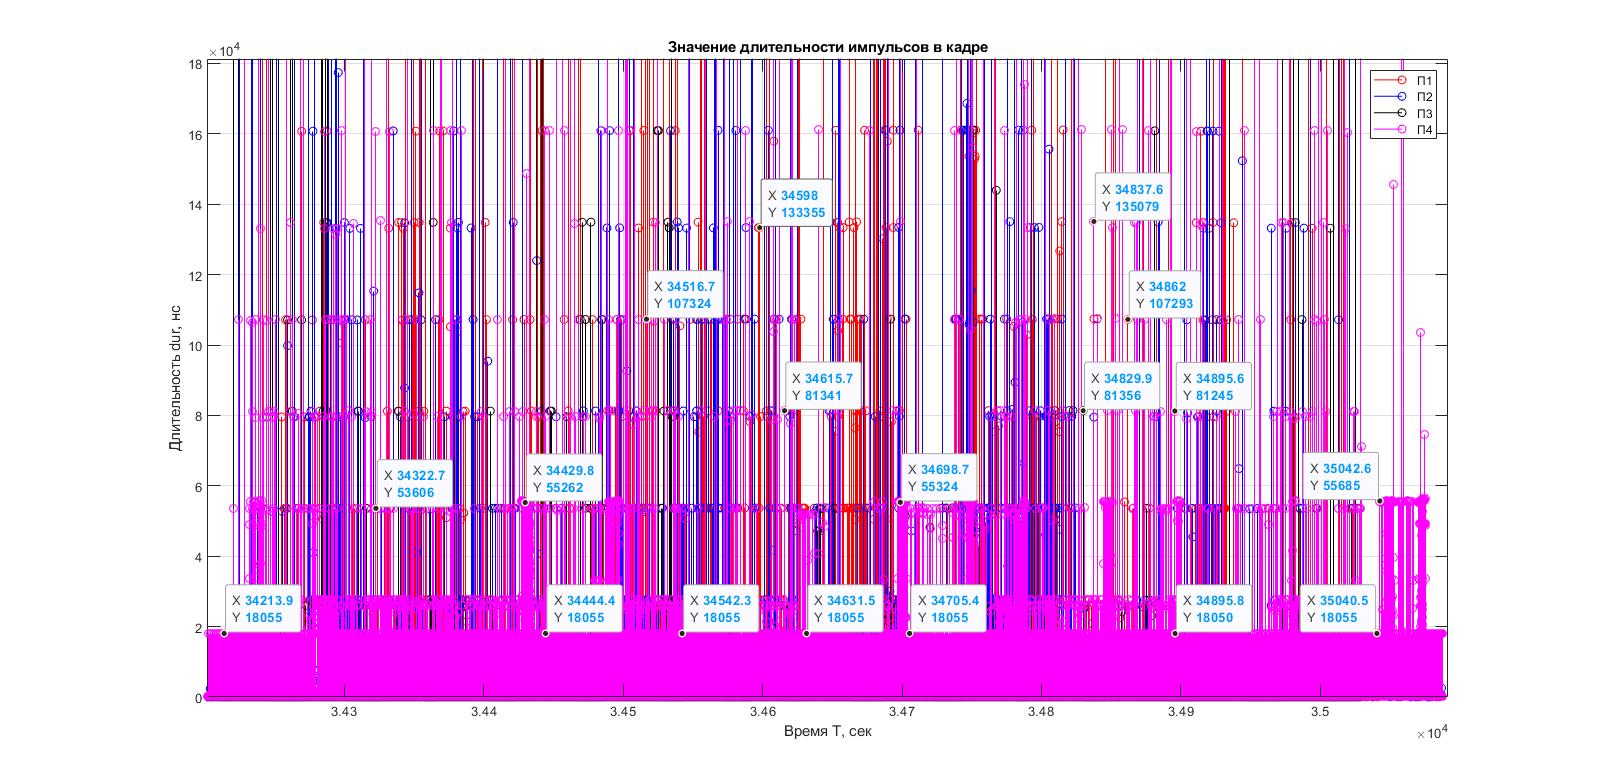 Значение длительности импульсов в кадре
×10⁴
18
16
14
12
10
8
6
4
2
0
Длительность dur, нс
П1
П2
П3
П4
X 34598
Y 133355
X 34837.6
Y 135079
X 34516.7
Y 107324
X 34862
Y 107293
X 34615.7
Y 81341
X 34829.9
Y 81356
X 34895.6
Y 81245
X 34322.7
Y 53606
X 34429.8
Y 55262
X 34698.7
Y 55324
X 35042.6
Y 55685
X 34213.9
Y 18055
X 34444.4
Y 18055
X 34542.3
Y 18055
X 34631.5
Y 18055
X 34705.4
Y 18055
X 34895.8
Y 18050
X 35040.5
Y 18055
3.43 3.44 3.45 3.46 3.47 3.48 3.49 3.5
Время T, сек
×10⁴